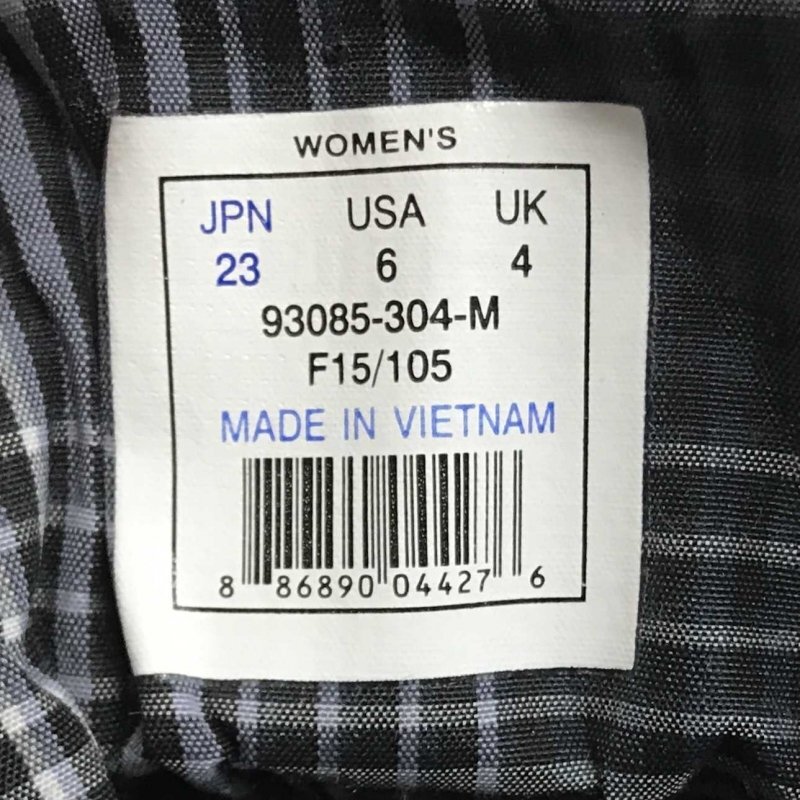 WOMEN'S
JPN USA UK
23 6 4
93085-304-M
F15/105
MADE IN VIETNAM
8 86890 04427 6